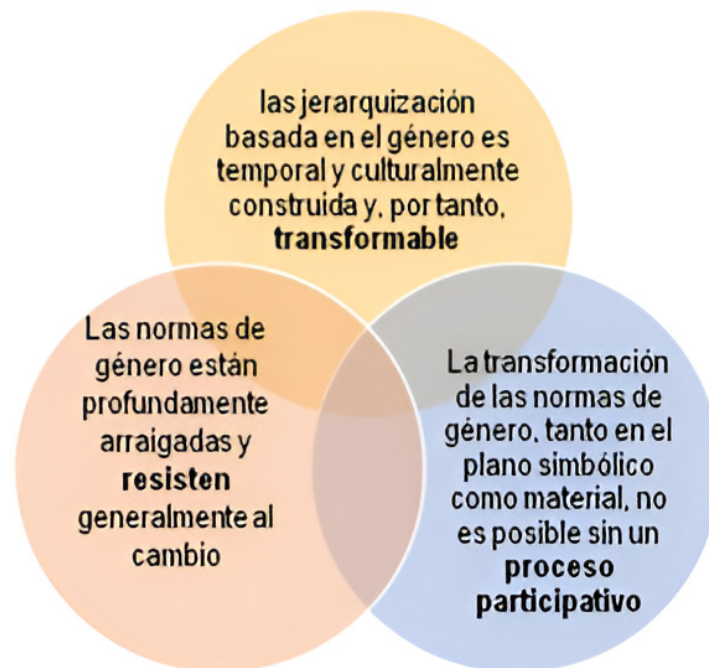 las jerarquización
basada en el género es
temporal y culturalmente
construida y, por tanto,
transformable
Las normas de
género están
profundamente
arraigadas y
resisten
generalmente al
cambio
La transformación
de las normas de
género, tanto en el
plano simbólico
como material, no
es posible sin un
proceso
participativo